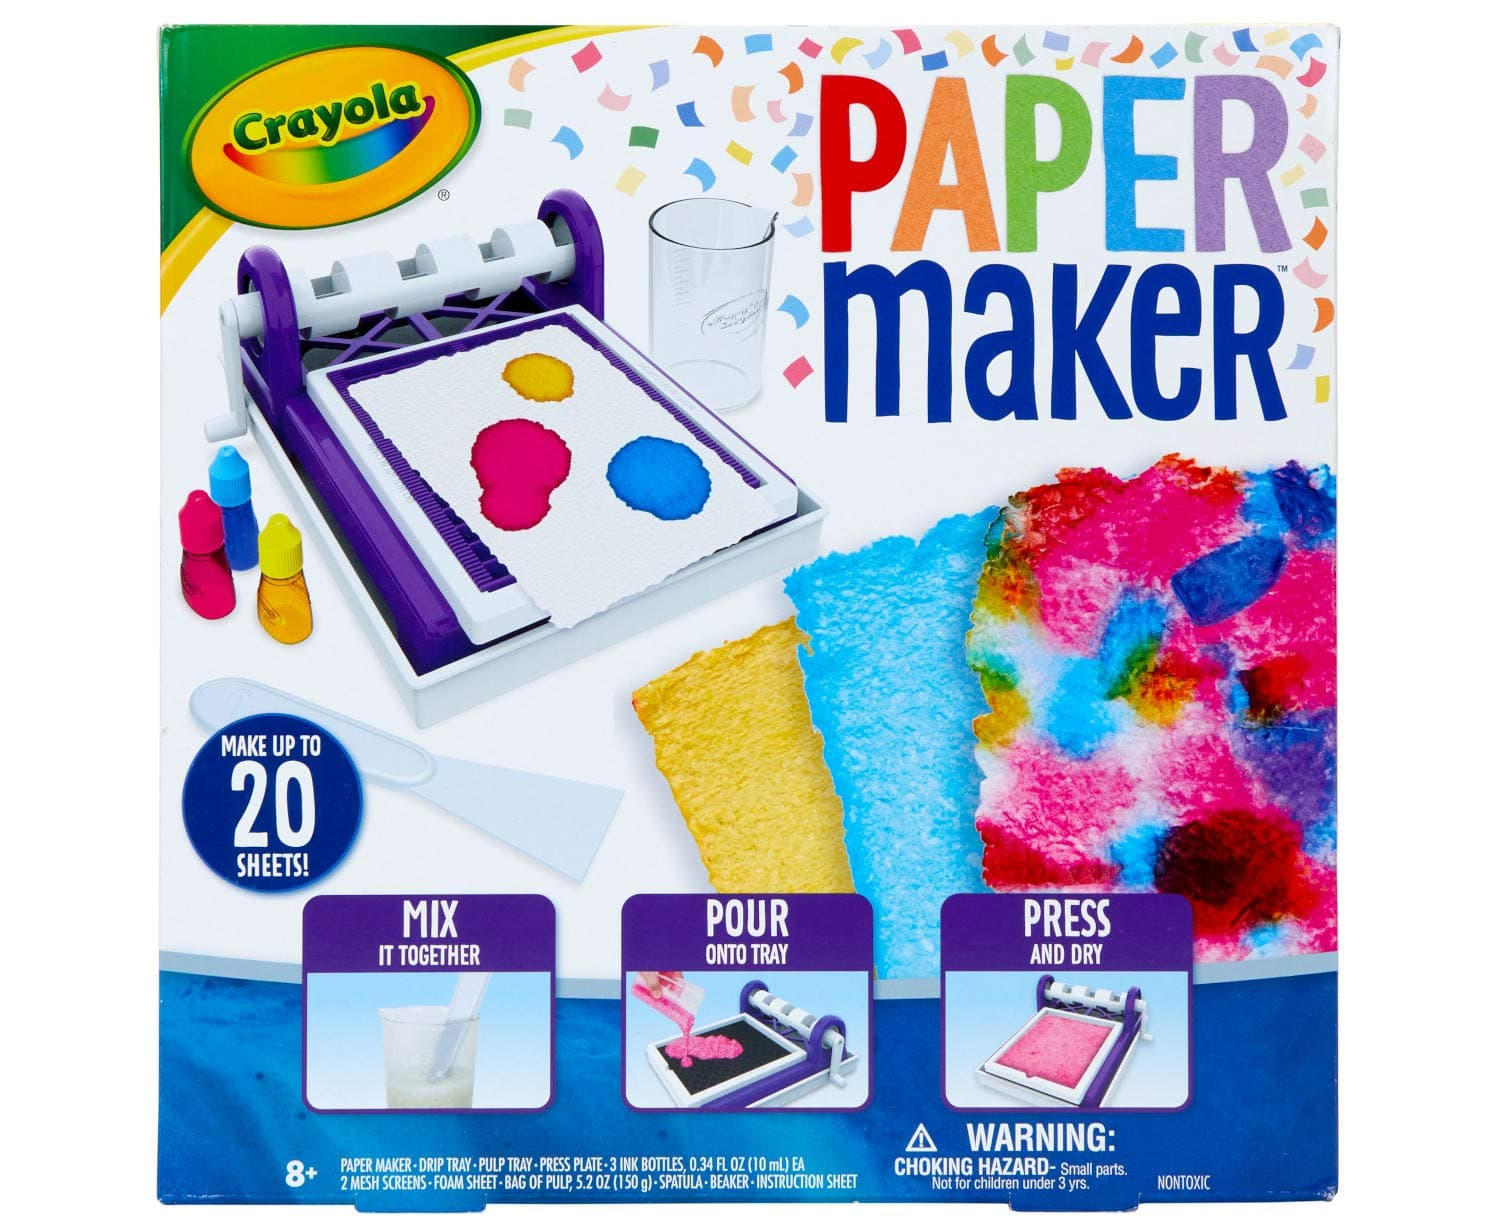 Crayola
®
PAPER
maker™
MAKE UP TO
20
SHEETS!
MIX
IT TOGETHER
POUR
ONTO TRAY
PRESS
AND DRY
8+
PAPER MAKER · DRIP TRAY · PULP TRAY · PRESS PLATE · 3 INK BOTTLES, 0.34 FL OZ (10 mL) EA
2 MESH SCREENS · FOAM SHEET · BAG OF PULP, 5.2 OZ (150 g) · SPATULA · BEAKER · INSTRUCTION SHEET
⚠ WARNING:
CHOKING HAZARD- Small parts.
Not for children under 3 yrs.
NONTOXIC